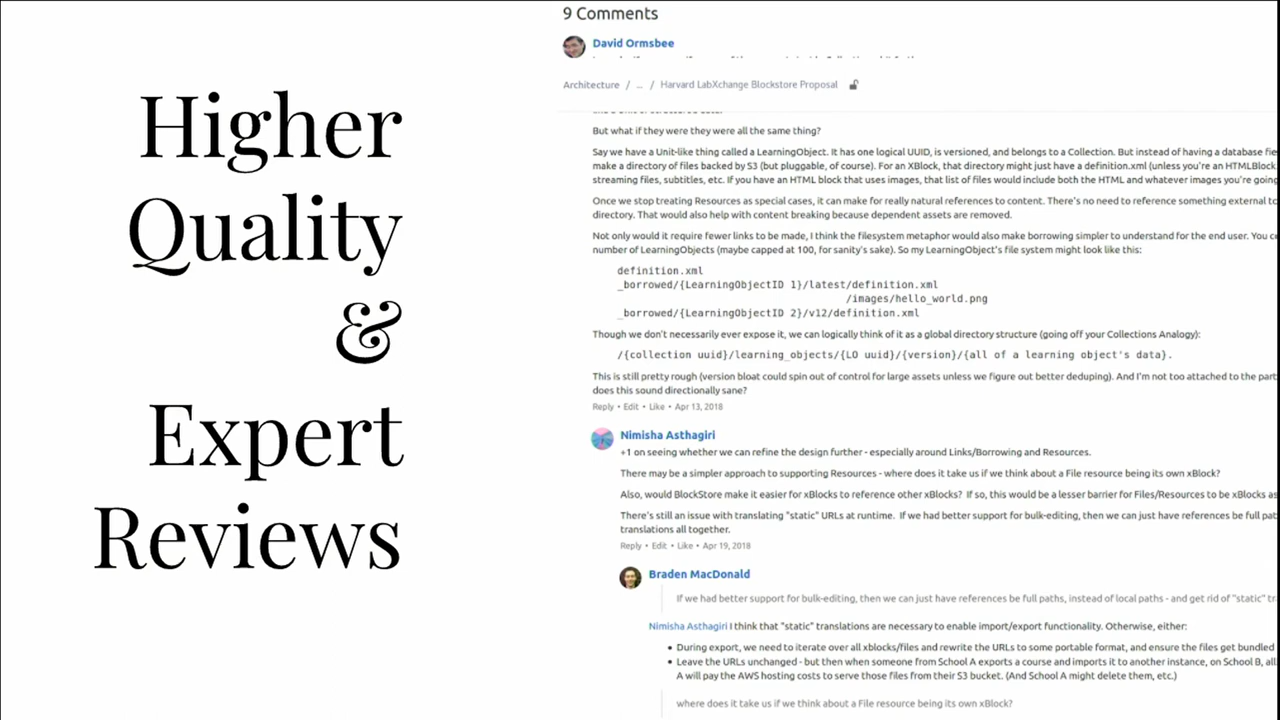 Higher
Quality
&
Expert
Reviews
9 Comments
David Ormsbee
Architecture / ... / Harvard LabXchange Blockstore Proposal
But what if they were they were all the same thing?
Say we have a Unit-like thing called a LearningObject. It has one logical UUID, is versioned, and belongs to a Collection. But instead of having a database fie
make a directory of files backed by S3 (but pluggable, of course). For an XBlock, that directory might just have a definition.xml (unless you're an HTMLBlock
streaming files, subtitles, etc. If you have an HTML block that uses images, that list of files would include both the HTML and whatever images you're going
Once we stop treating Resources as special cases, it can make for really natural references to content. There's no need to reference something external to
directory. That would also help with content breaking because dependent assets are removed.
Not only would it require fewer links to be made, I think the filesystem metaphor would also make borrowing simpler to understand for the end user. You c
number of LearningObjects (maybe capped at 100, for sanity's sake). So my LearningObject's file system might look like this:
definition.xml
_borrowed/{LearningObjectID 1}/latest/definition.xml
/images/hello_world.png
_borrowed/{LearningObjectID 2}/v12/definition.xml
Though we don't necessarily ever expose it, we can logically think of it as a global directory structure (going off your Collections Analogy):
/{collection uuid}/learning_objects/{LO uuid}/{version}/{all of a learning object's data}.
This is still pretty rough (version bloat could spin out of control for large assets unless we figure out better deduping). And I'm not too attached to the part
does this sound directionally sane?
Reply • Edit • Like • Apr 13, 2018
Nimisha Asthagiri
+1 on seeing whether we can refine the design further - especially around Links/Borrowing and Resources.
There may be a simpler approach to supporting Resources - where does it take us if we think about a File resource being its own xBlock?
Also, would BlockStore make it easier for xBlocks to reference other xBlocks? If so, this would be a lesser barrier for Files/Resources to be xBlocks as
There's still an issue with translating "static" URLs at runtime. If we had better support for bulk-editing, then we can just have references be full pat
translations all together.
Reply • Edit • Like • Apr 19, 2018
Braden MacDonald
If we had better support for bulk-editing, then we can just have references be full paths, instead of local paths - and get rid of "static" tr
Nimisha Asthagiri I think that "static" translations are necessary to enable import/export functionality. Otherwise, either:
• During export, we need to iterate over all xblocks/files and rewrite the URLs to some portable format, and ensure the files get bundled
• Leave the URLs unchanged - but then when someone from School A exports a course and imports it to another instance, on School B, all
A will pay the AWS hosting costs to serve those files from their S3 bucket. (And School A might delete them, etc.)
where does it take us if we think about a File resource being its own xBlock?